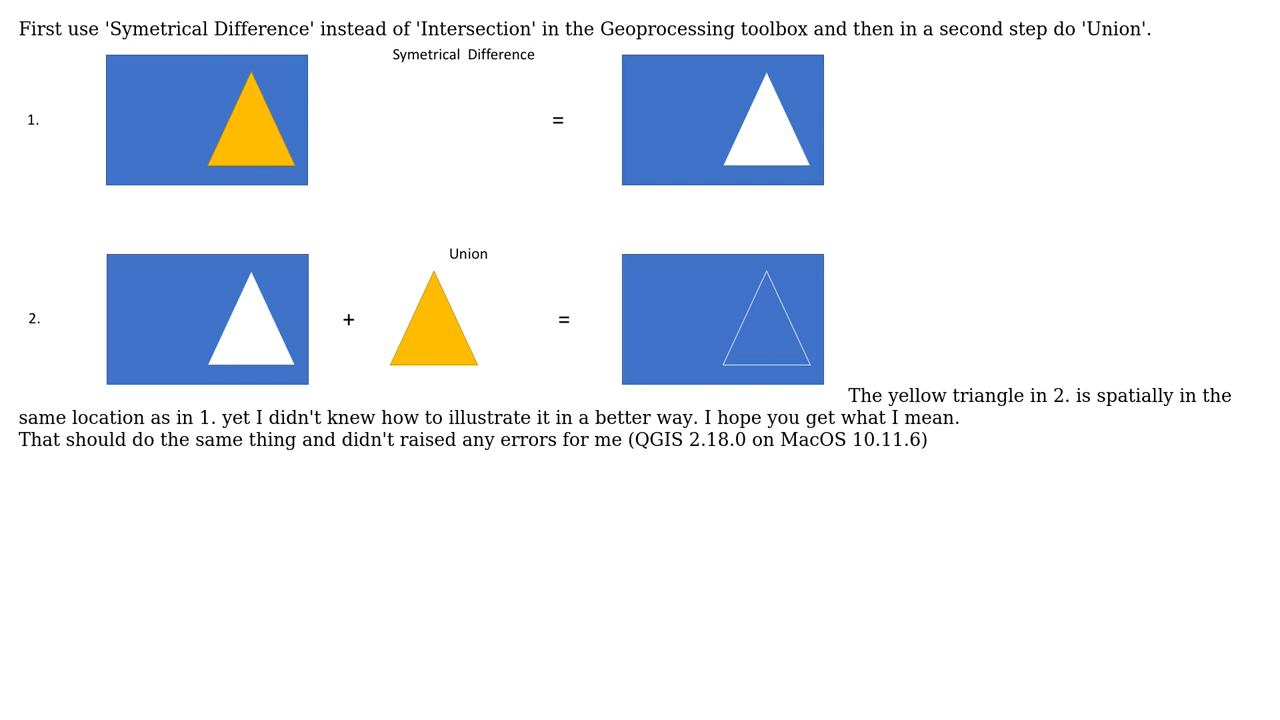 First use 'Symetrical Difference' instead of 'Intersection' in the Geoprocessing toolbox and then in a second step do 'Union'.
Symetrical Difference
1.
=
Union
2.
+
=
The yellow triangle in 2. is spatially in the
same location as in 1. yet I didn't knew how to illustrate it in a better way. I hope you get what I mean.
That should do the same thing and didn't raised any errors for me (QGIS 2.18.0 on MacOS 10.11.6)